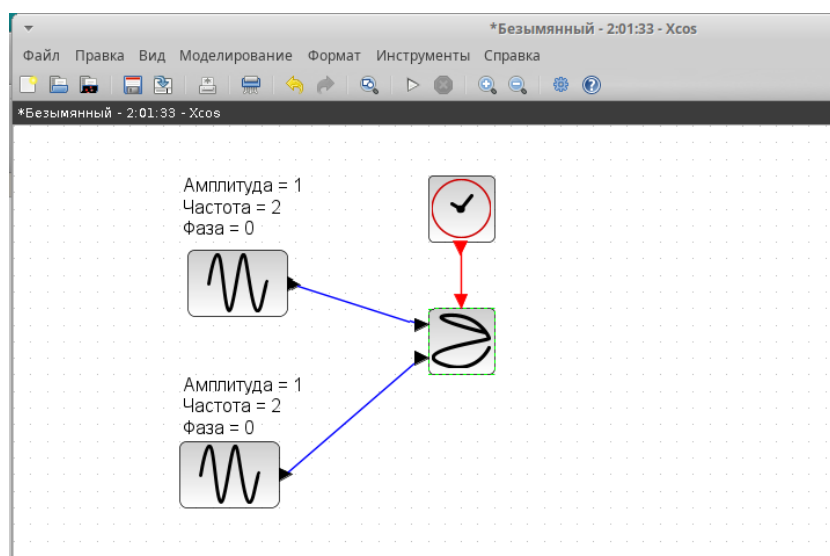 *Безымянный - 2:01:33 - Xcos
Файл Правка Вид Моделирование Формат Инструменты Справка
*Безымянный - 2:01:33 - Xcos
Амплитуда = 1
Частота = 2
Фаза = 0
Амплитуда = 1
Частота = 2
Фаза = 0